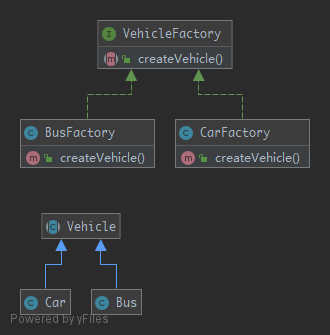 I VehicleFactory
m createVehicle()
C BusFactory
m createVehicle()
C CarFactory
m createVehicle()
C Vehicle
C Car
C Bus
Powered by yFiles